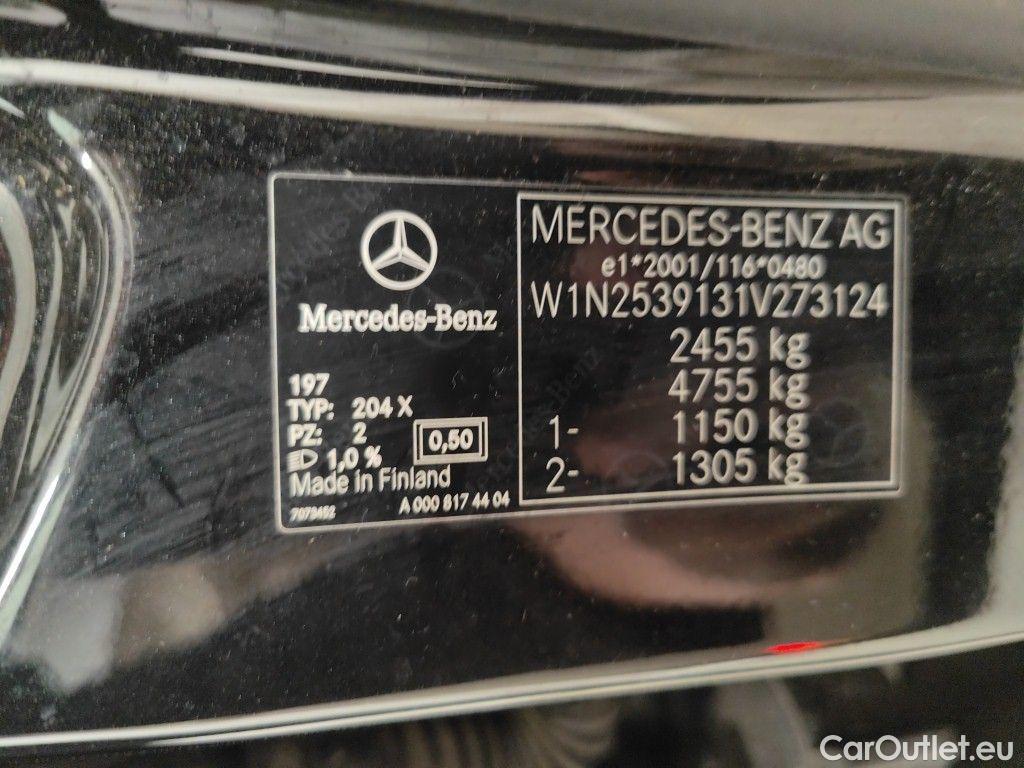 Mercedes-Benz
197
TYP: 204 X
PZ: 2
0,50
1,0 %
Made in Finland
7073452
A 000 817 44 04
MERCEDES-BENZ AG
e1*2001/116*0480
W1N2539131V273124
2455 kg
4755 kg
1- 1150 kg
2- 1305 kg
CarOutlet.eu